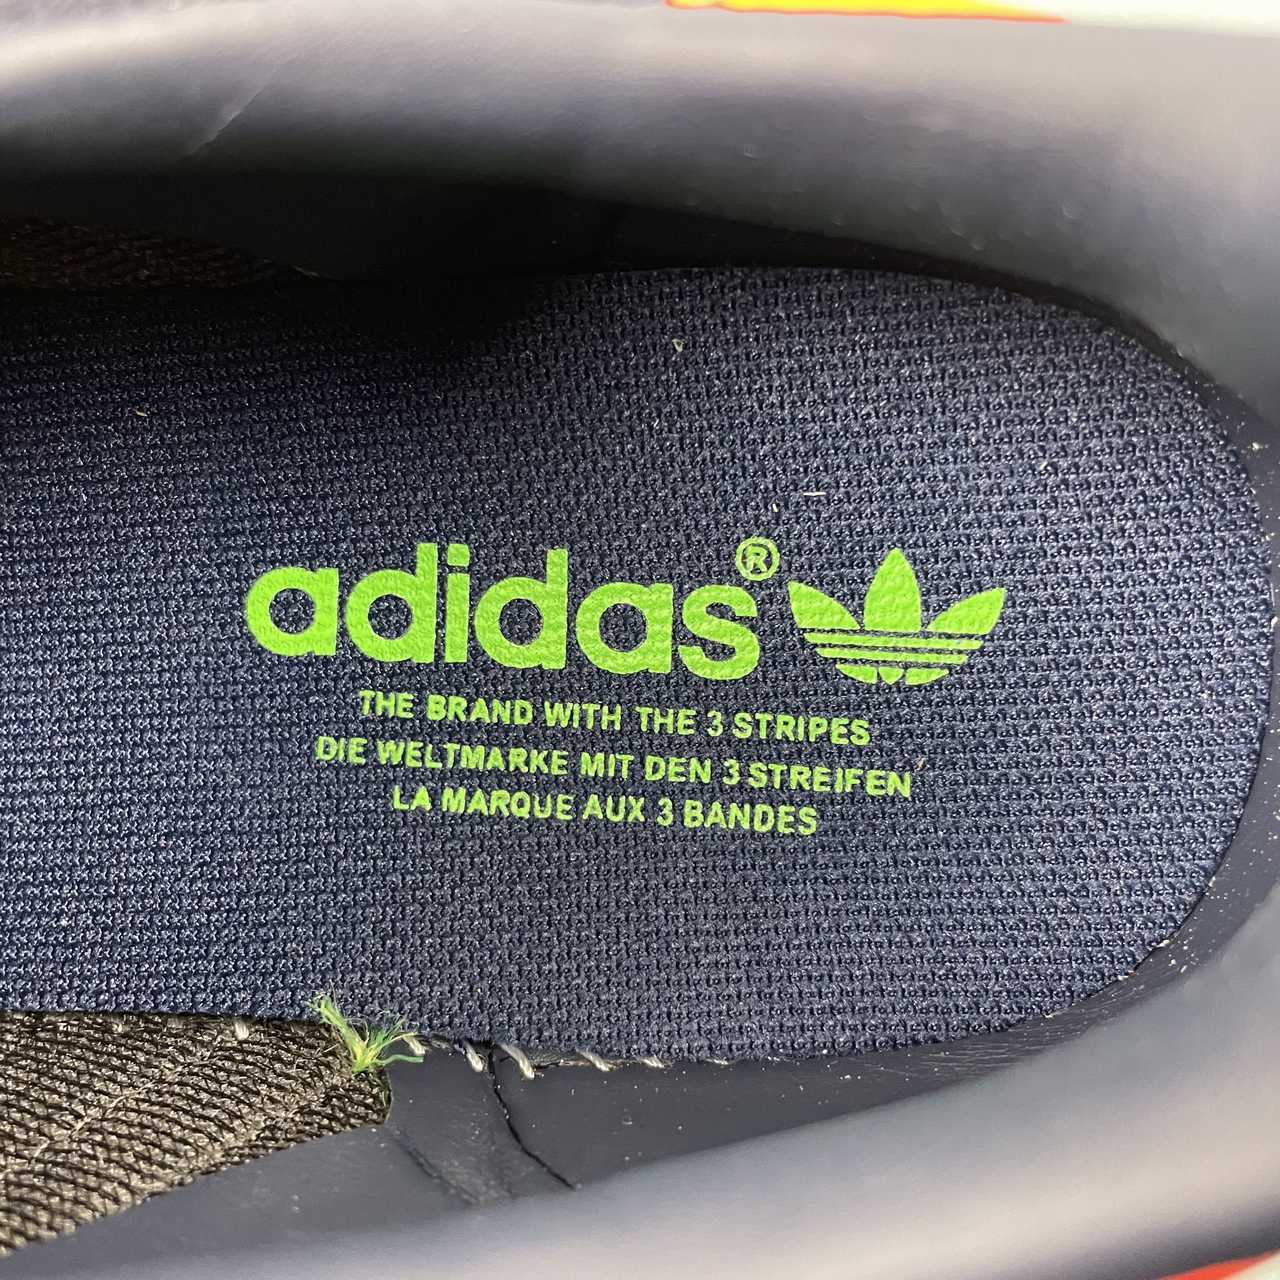 adidas®
THE BRAND WITH THE 3 STRIPES
DIE WELTMARKE MIT DEN 3 STREIFEN
LA MARQUE AUX 3 BANDES